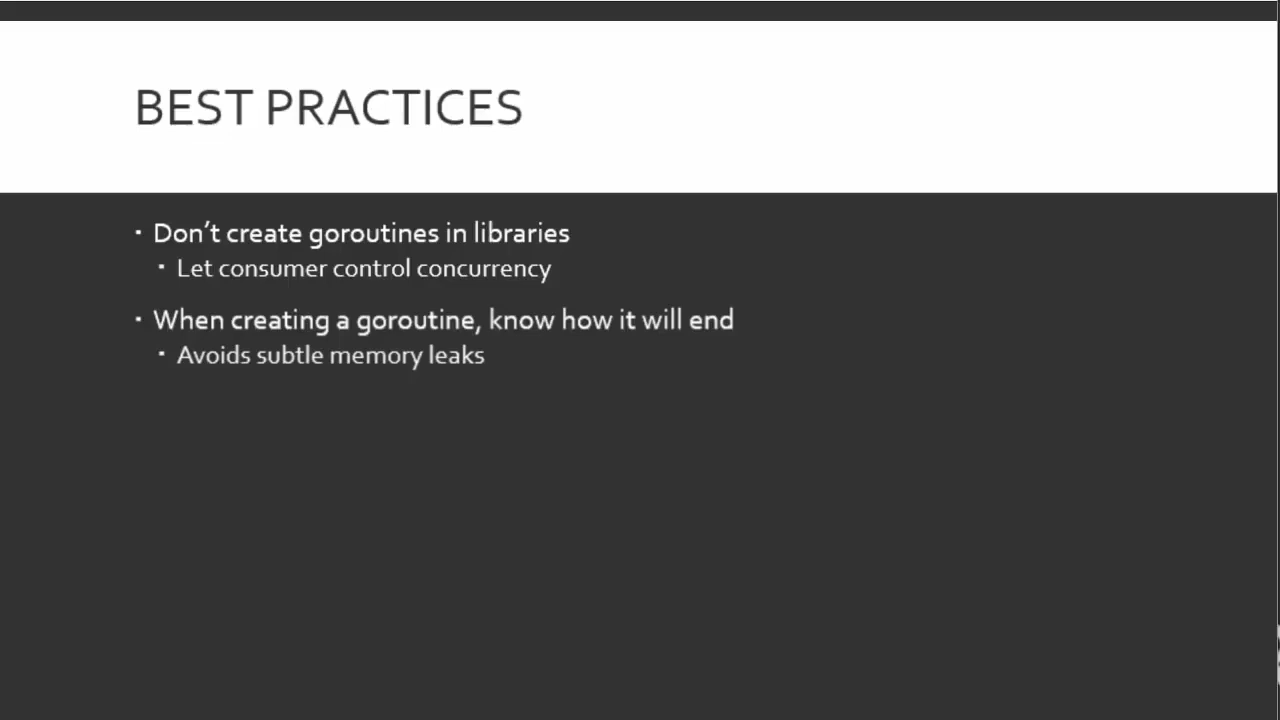 BEST PRACTICES
· Don’t create goroutines in libraries
· Let consumer control concurrency
· When creating a goroutine, know how it will end
· Avoids subtle memory leaks